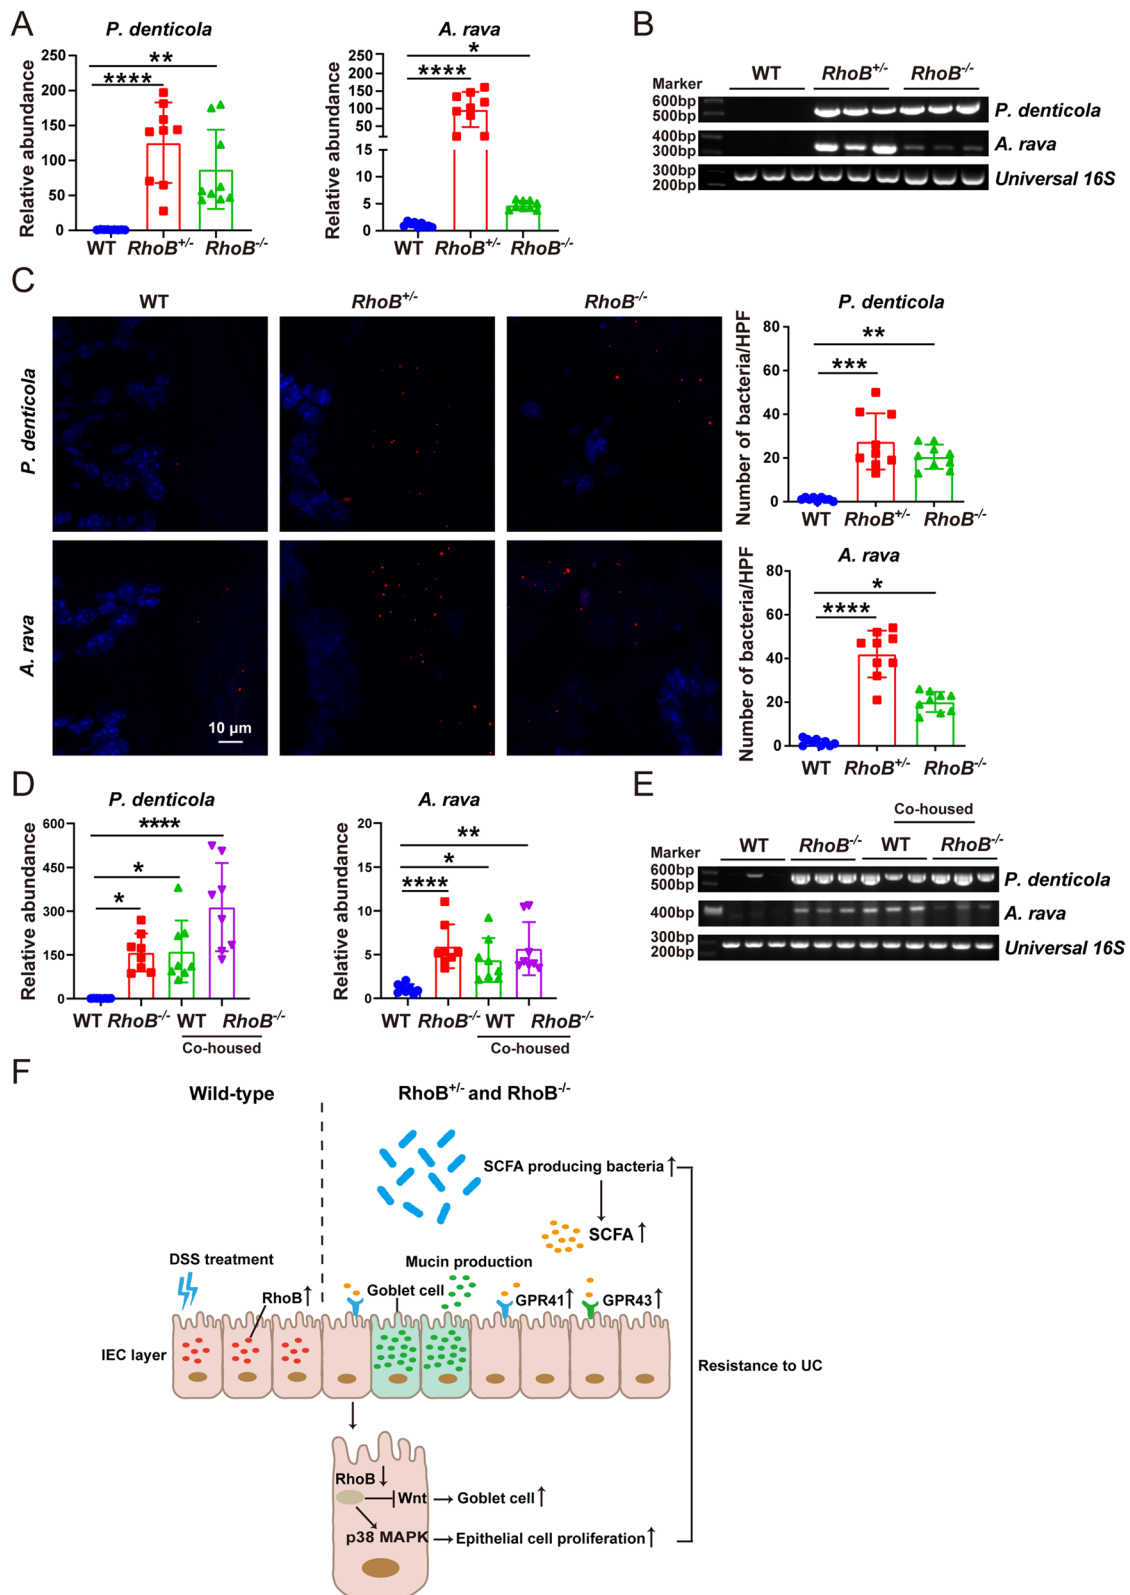 A
P. denticola
Relative abundance
250
200
150
100
50
0
**
****
WT RhoB+/- RhoB-/-
A. rava
Relative abundance
250
200
150
100
50
15
10
5
0
*
****
WT RhoB+/- RhoB-/-
B
WT RhoB+/- RhoB-/-
Marker
600bp
500bp
P. denticola
400bp
300bp
A. rava
300bp
200bp
Universal 16S
C
WT RhoB+/- RhoB-/-
P. denticola
A. rava
10 µm
P. denticola
Number of bacteria/HPF
80
60
40
20
0
**
***
WT RhoB+/- RhoB-/-
A. rava
Number of bacteria/HPF
80
60
40
20
0
*
****
WT RhoB+/- RhoB-/-
D
P. denticola
Relative abundance
600
450
300
150
0
****
*
*
WT RhoB-/- WT RhoB-/-
Co-housed
A. rava
Relative abundance
20
15
10
5
0
**
*
****
WT RhoB-/- WT RhoB-/-
Co-housed
E
Co-housed
WT RhoB-/- WT RhoB-/-
Marker
600bp
500bp
P. denticola
400bp
A. rava
300bp
200bp
Universal 16S
F
Wild-type
RhoB+/- and RhoB-/-
SCFA producing bacteria↑
SCFA↑
DSS treatment
Mucin production
RhoB↑
Goblet cell
GPR41↑
GPR43↑
IEC layer
Resistance to UC
RhoB↓
Wnt
Goblet cell↑
p38 MAPK
Epithelial cell proliferation↑